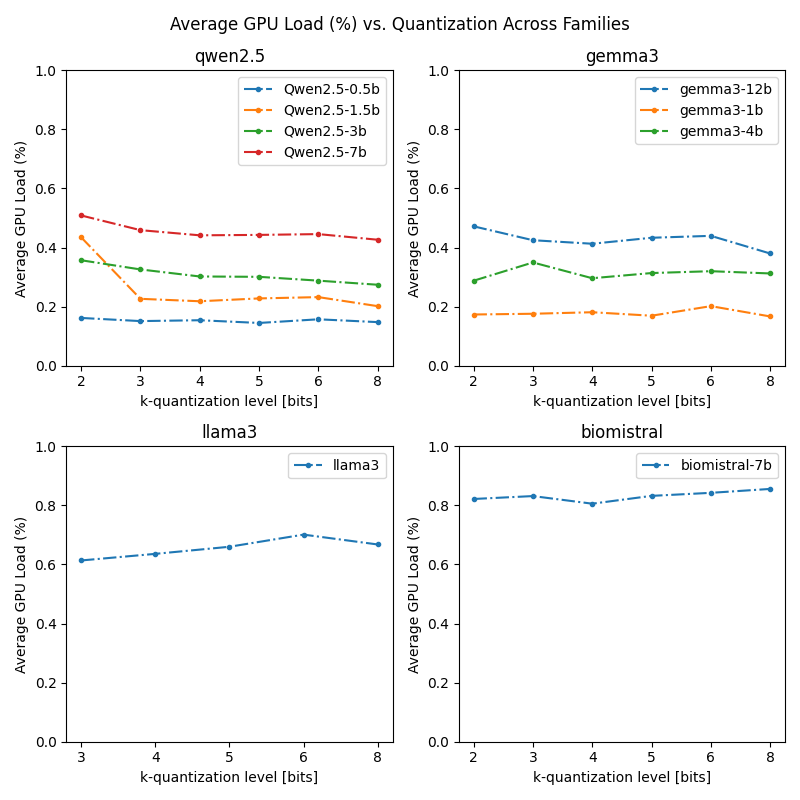 Average GPU Load (%) vs. Quantization Across Families
qwen2.5
1.0
0.8
0.6
0.4
0.2
0.0
Average GPU Load (%)
Qwen2.5-0.5b
Qwen2.5-1.5b
Qwen2.5-3b
Qwen2.5-7b
2 3 4 5 6 8
k-quantization level [bits]
gemma3
1.0
0.8
0.6
0.4
0.2
0.0
Average GPU Load (%)
gemma3-12b
gemma3-1b
gemma3-4b
2 3 4 5 6 8
k-quantization level [bits]
llama3
1.0
0.8
0.6
0.4
0.2
0.0
Average GPU Load (%)
llama3
3 4 5 6 8
k-quantization level [bits]
biomistral
1.0
0.8
0.6
0.4
0.2
0.0
Average GPU Load (%)
biomistral-7b
2 3 4 5 6 8
k-quantization level [bits]